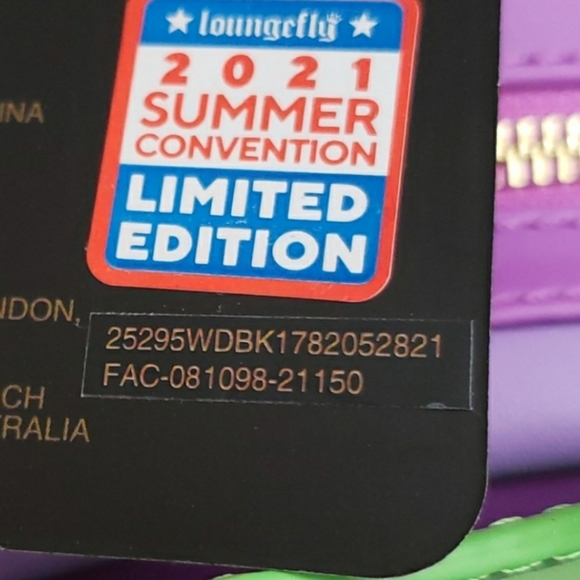 ★ loungefly ★
2021
SUMMER
CONVENTION
LIMITED
EDITION
INA
NDON,
25295WDBK1782052821
FAC-081098-21150
CH
RALIA